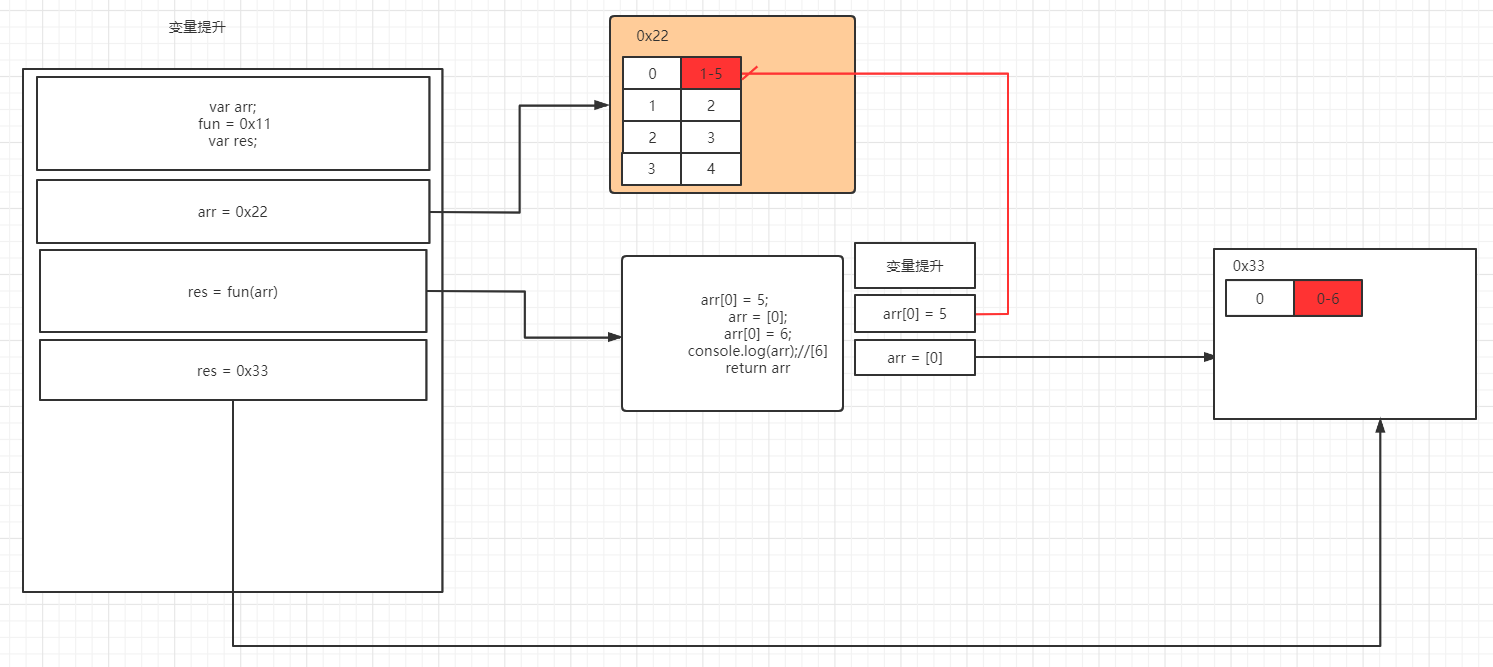 变量提升
var arr;
fun = 0x11
var res;
arr = 0x22
res = fun(arr)
res = 0x33
0x22
0 1-5
1 2
2 3
3 4
arr[0] = 5;
arr = [0];
arr[0] = 6;
console.log(arr);//[6]
return arr
变量提升
arr[0] = 5
arr = [0]
0x33
0 0-6